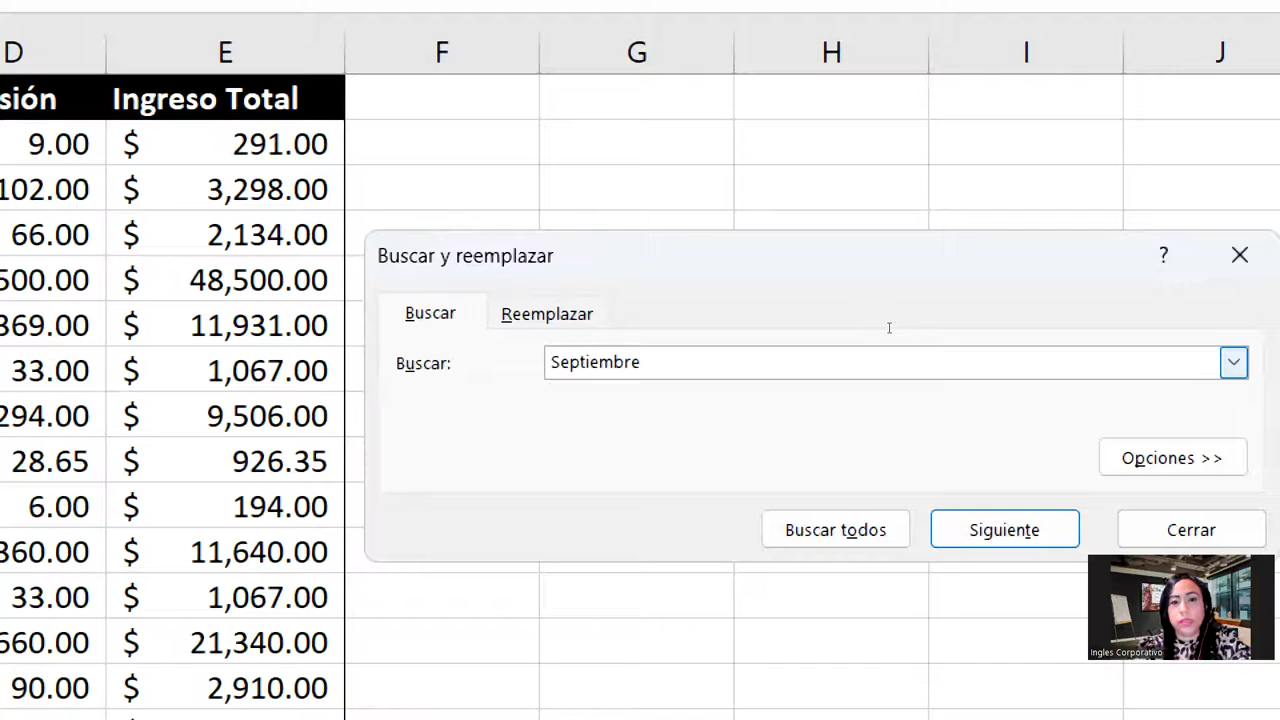 D E F G H I J
sión Ingreso Total
9.00 $ 291.00
102.00 $ 3,298.00
66.00 $ 2,134.00
500.00 $ 48,500.00
369.00 $ 11,931.00
33.00 $ 1,067.00
294.00 $ 9,506.00
28.65 $ 926.35
6.00 $ 194.00
360.00 $ 11,640.00
33.00 $ 1,067.00
660.00 $ 21,340.00
90.00 $ 2,910.00
Buscar y reemplazar ? 
Buscar Reemplazar
Buscar: Septiembre
Opciones >>
Buscar todos Siguiente Cerrar
Ingles Corporativo